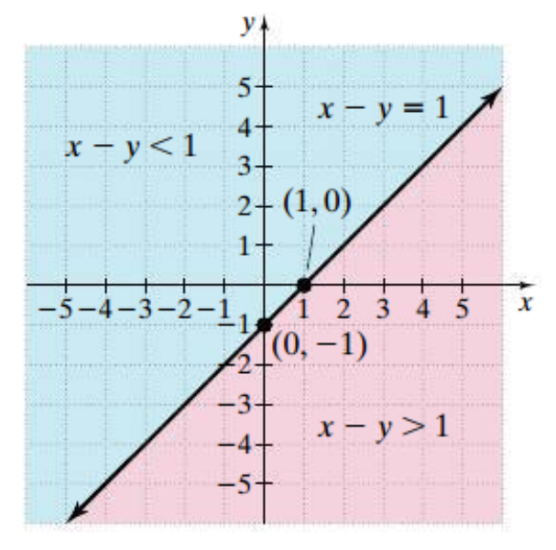 y
5
x − y = 1
4
x − y < 1
3
2
(1, 0)
1
−5 −4 −3 −2 −1 1 2 3 4 5 x
−1
(0, −1)
−2
−3
x − y > 1
−4
−5